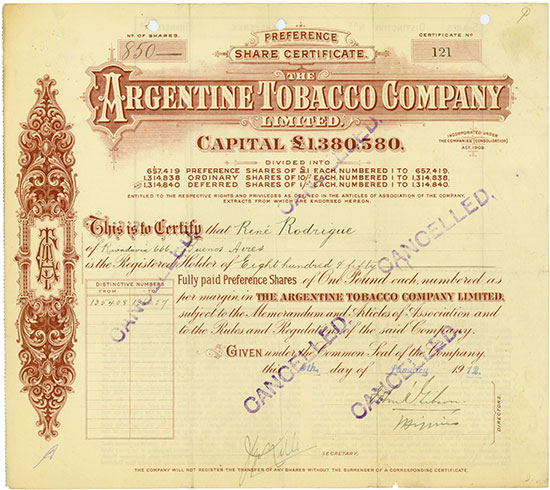 Nº OF SHARES.
850
PREFERENCE
SHARE CERTIFICATE.
CERTIFICATE Nº
121
THE
ARGENTINE TOBACCO COMPANY
LIMITED.
CAPITAL £1,380,580.
INCORPORATED UNDER
THE COMPANIES (CONSOLIDATION)
ACT, 1908
DIVIDED INTO
657,419 PREFERENCE SHARES OF £1 EACH, NUMBERED 1 TO 657,419,
1,314,838 ORDINARY SHARES OF 10/- EACH, NUMBERED 1 TO 1,314,838,
1,314,840 DEFERRED SHARES OF 1/- EACH, NUMBERED 1 TO 1,314,840.
ENTITLED TO THE RESPECTIVE RIGHTS AND PRIVILEGES AS DEFINED IN THE ARTICLES OF ASSOCIATION OF THE COMPANY,
EXTRACTS FROM WHICH ARE ENDORSED HEREON.
This is to Certify that René Rodrigue
of Rivadavia Buenos Aires
is the Registered Holder of Eight hundred & fifty
DISTINCTIVE NUMBERS
FROM TO
Fully paid Preference Shares of One Pound each, numbered as
per margin, in THE ARGENTINE TOBACCO COMPANY LIMITED,
subject to the Memorandum and Articles of Association and
to the Rules and Regulations of the said Company.
GIVEN under the Common Seal of the Company,
this day of 1912.
DIRECTORS.
SECRETARY.
THE COMPANY WILL NOT REGISTER THE TRANSFER OF ANY SHARES WITHOUT THE SURRENDER OF A CORRESPONDING CERTIFICATE.
CANCELLED.
CANCELLED.
CANCELLED.
CANCELLED.